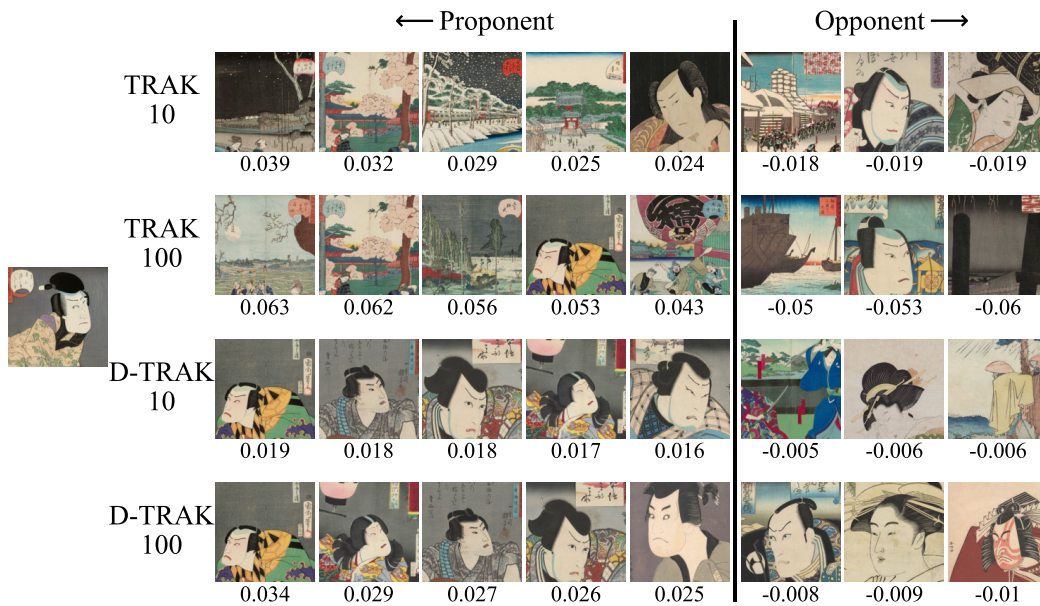 ← Proponent
Opponent →
TRAK
10
0.039 0.032 0.029 0.025 0.024 -0.018 -0.019 -0.019
TRAK
100
0.063 0.062 0.056 0.053 0.043 -0.05 -0.053 -0.06
D-TRAK
10
0.019 0.018 0.018 0.017 0.016 -0.005 -0.006 -0.006
D-TRAK
100
0.034 0.029 0.027 0.026 0.025 -0.008 -0.009 -0.01